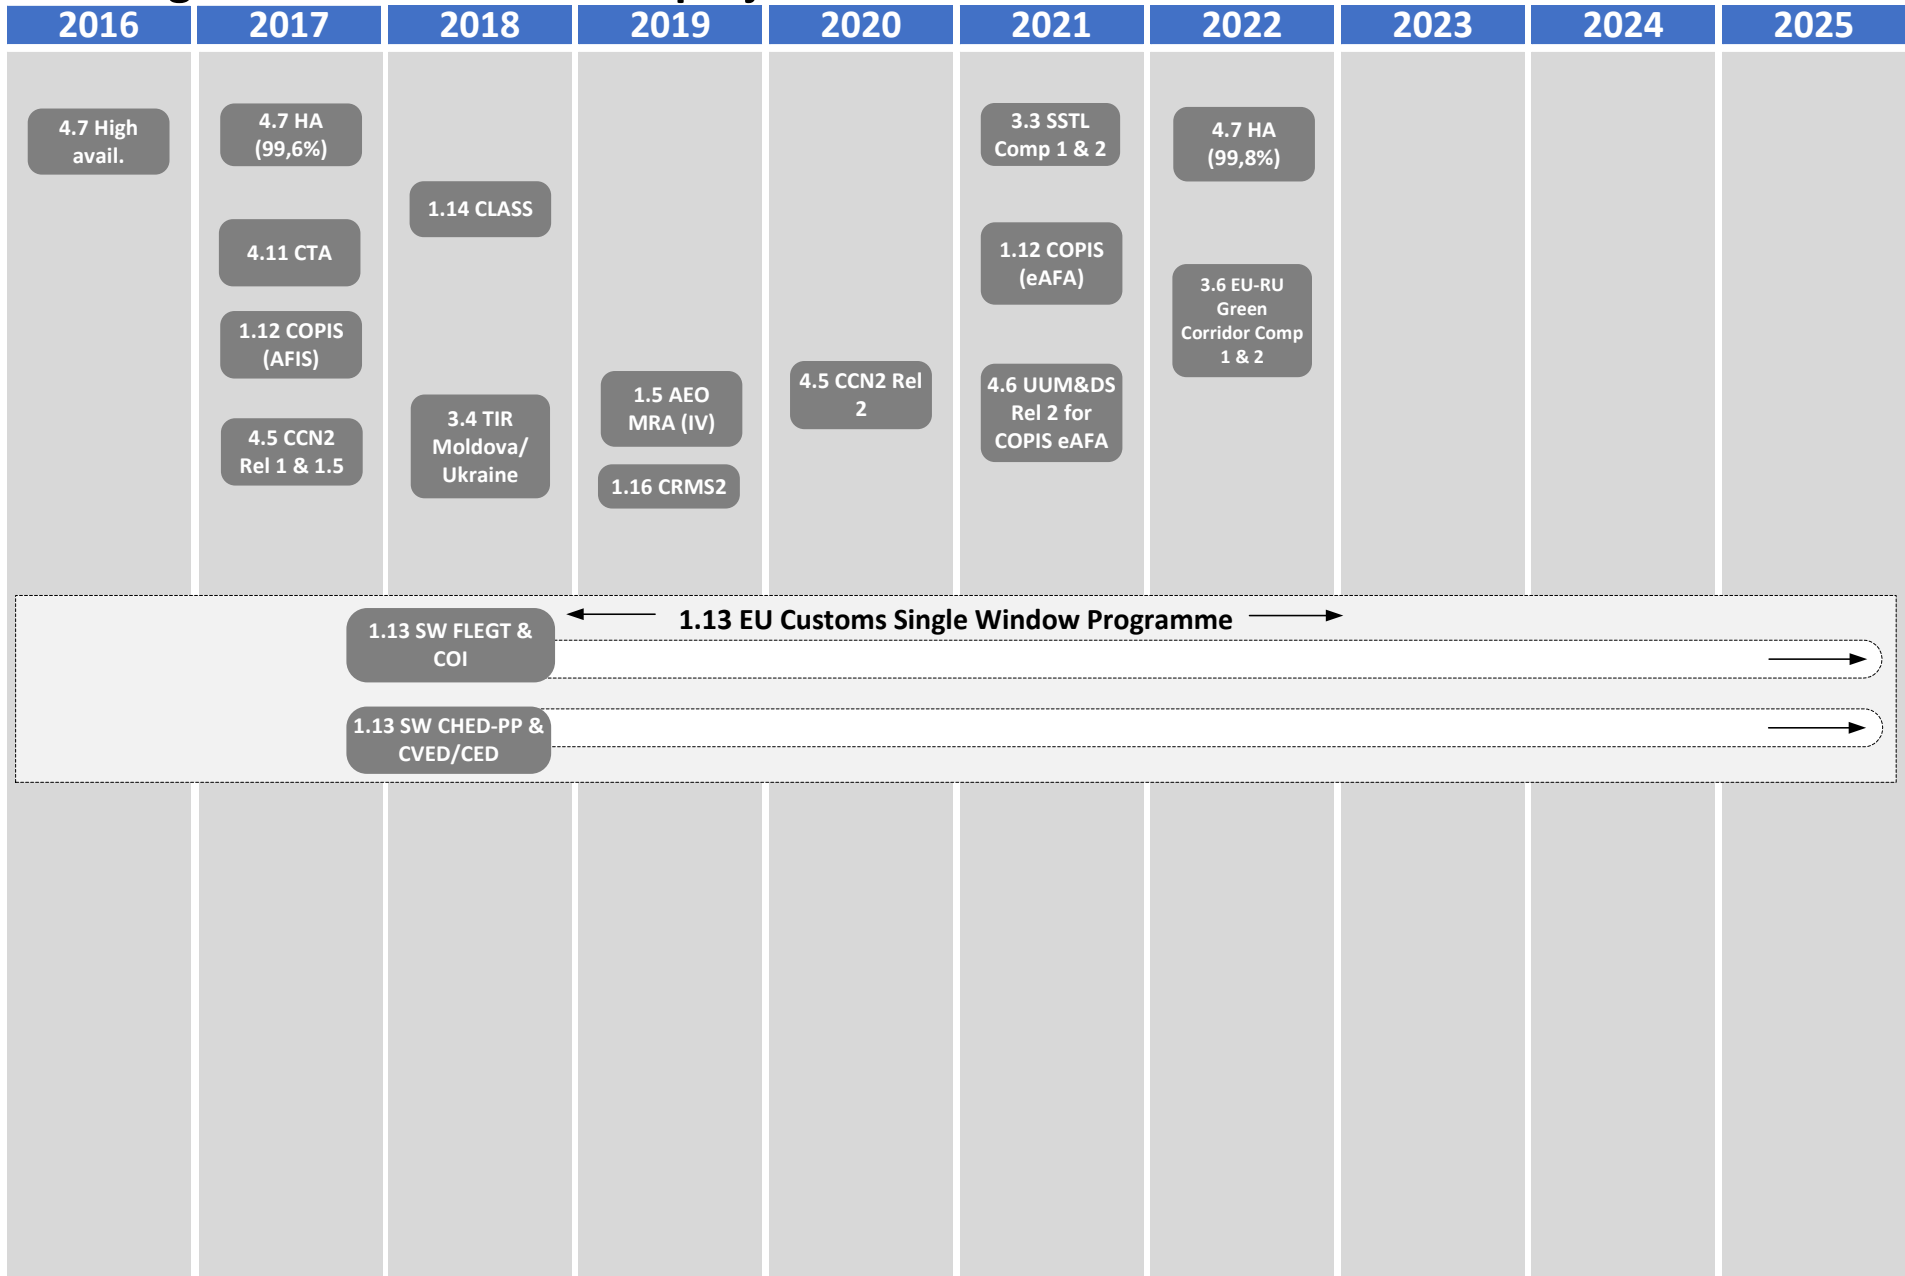 2016 2017 2018 2019 2020 2021 2022 2023 2024 2025
4.7 High
avail.
4.7 HA
(99,6%)
4.11 CTA
1.12 COPIS
(AFIS)
4.5 CCN2
Rel 1 & 1.5
1.14 CLASS
3.4 TIR
Moldova/
Ukraine
1.5 AEO
MRA (IV)
1.16 CRMS2
4.5 CCN2 Rel
2
3.3 SSTL
Comp 1 & 2
1.12 COPIS
(eAFA)
4.6 UUM&DS
Rel 2 for
COPIS eAFA
4.7 HA
(99,8%)
3.6 EU-RU
Green
Corridor Comp
1 & 2
1.13 EU Customs Single Window Programme
1.13 SW FLEGT &
COI
1.13 SW CHED-PP &
CVED/CED